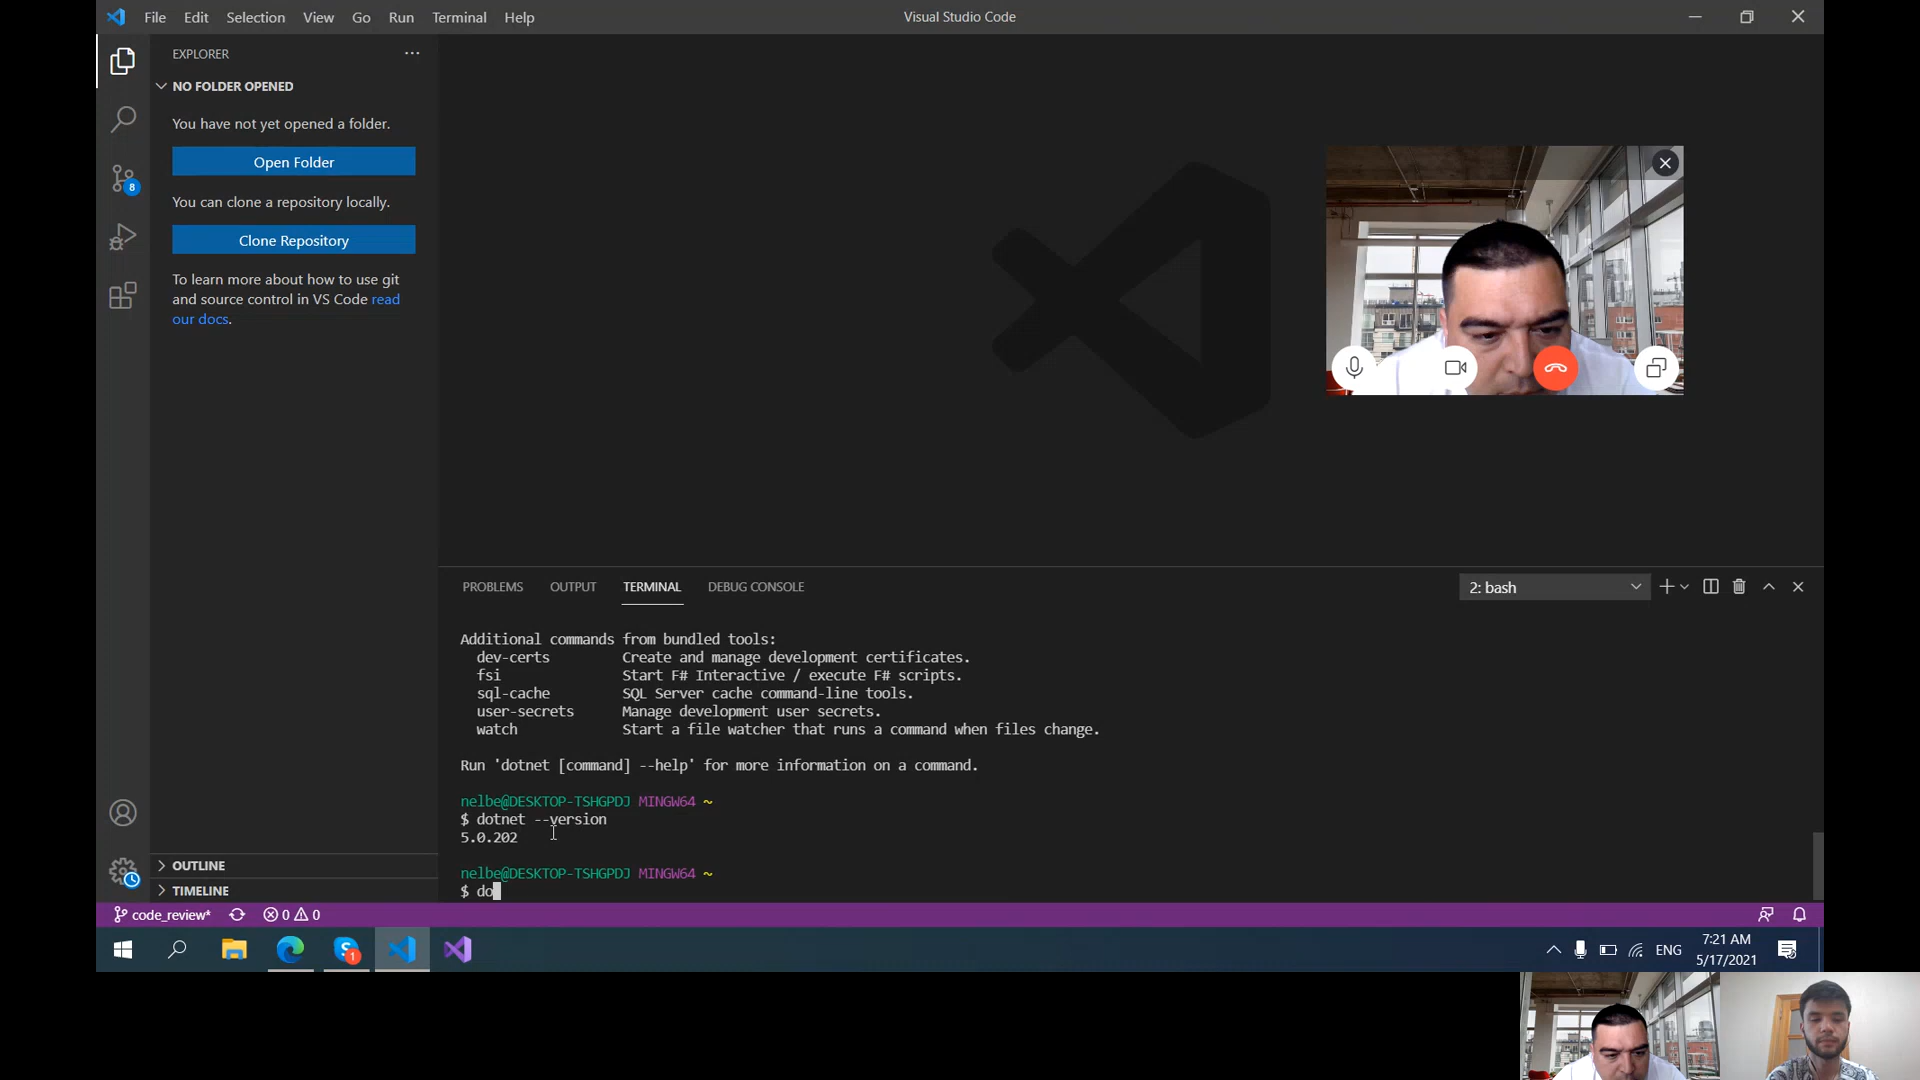 File Edit Selection View Go Run Terminal Help
Visual Studio Code
EXPLORER
NO FOLDER OPENED
You have not yet opened a folder.
Open Folder
You can clone a repository locally.
Clone Repository
To learn more about how to use git
and source control in VS Code read
our docs.
8
OUTLINE
TIMELINE
PROBLEMS OUTPUT TERMINAL DEBUG CONSOLE
2: bash
Additional commands from bundled tools:
dev-certs Create and manage development certificates.
fsi Start F# Interactive / execute F# scripts.
sql-cache SQL Server cache command-line tools.
user-secrets Manage development user secrets.
watch Start a file watcher that runs a command when files change.
Run 'dotnet [command] --help' for more information on a command.
nelbe@DESKTOP-TSHGPDJ MINGW64 ~
$ dotnet --version
5.0.202
nelbe@DESKTOP-TSHGPDJ MINGW64 ~
$ do
code_review* 0 0
1
ENG
7:21 AM
5/17/2021